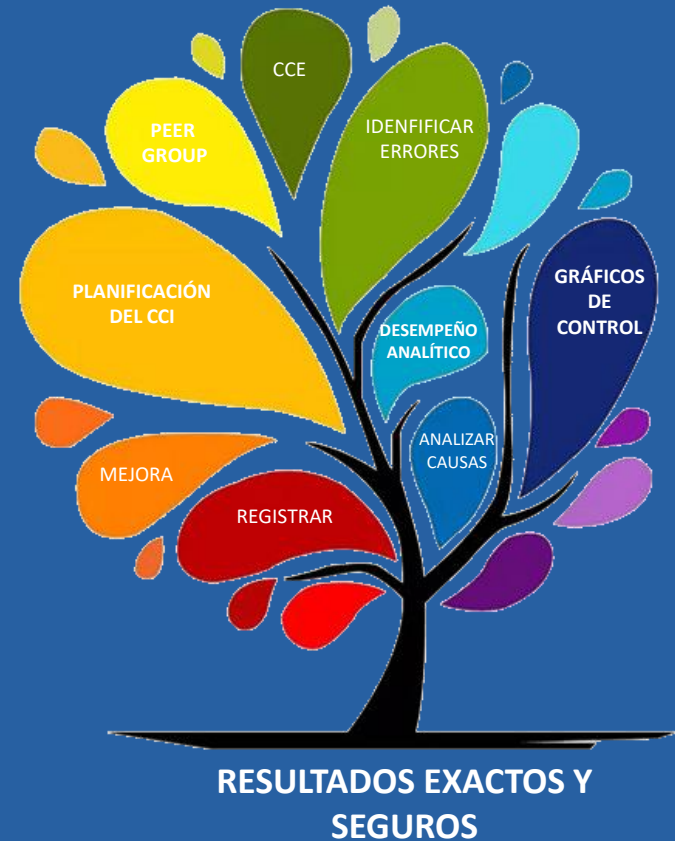 CCE
PEER
GROUP
IDENFIFICAR
ERRORES
PLANIFICACIÓN
DEL CCI
GRÁFICOS
DE
CONTROL
DESEMPEÑO
ANALÍTICO
ANALIZAR
CAUSAS
MEJORA
REGISTRAR
RESULTADOS EXACTOS Y
SEGUROS